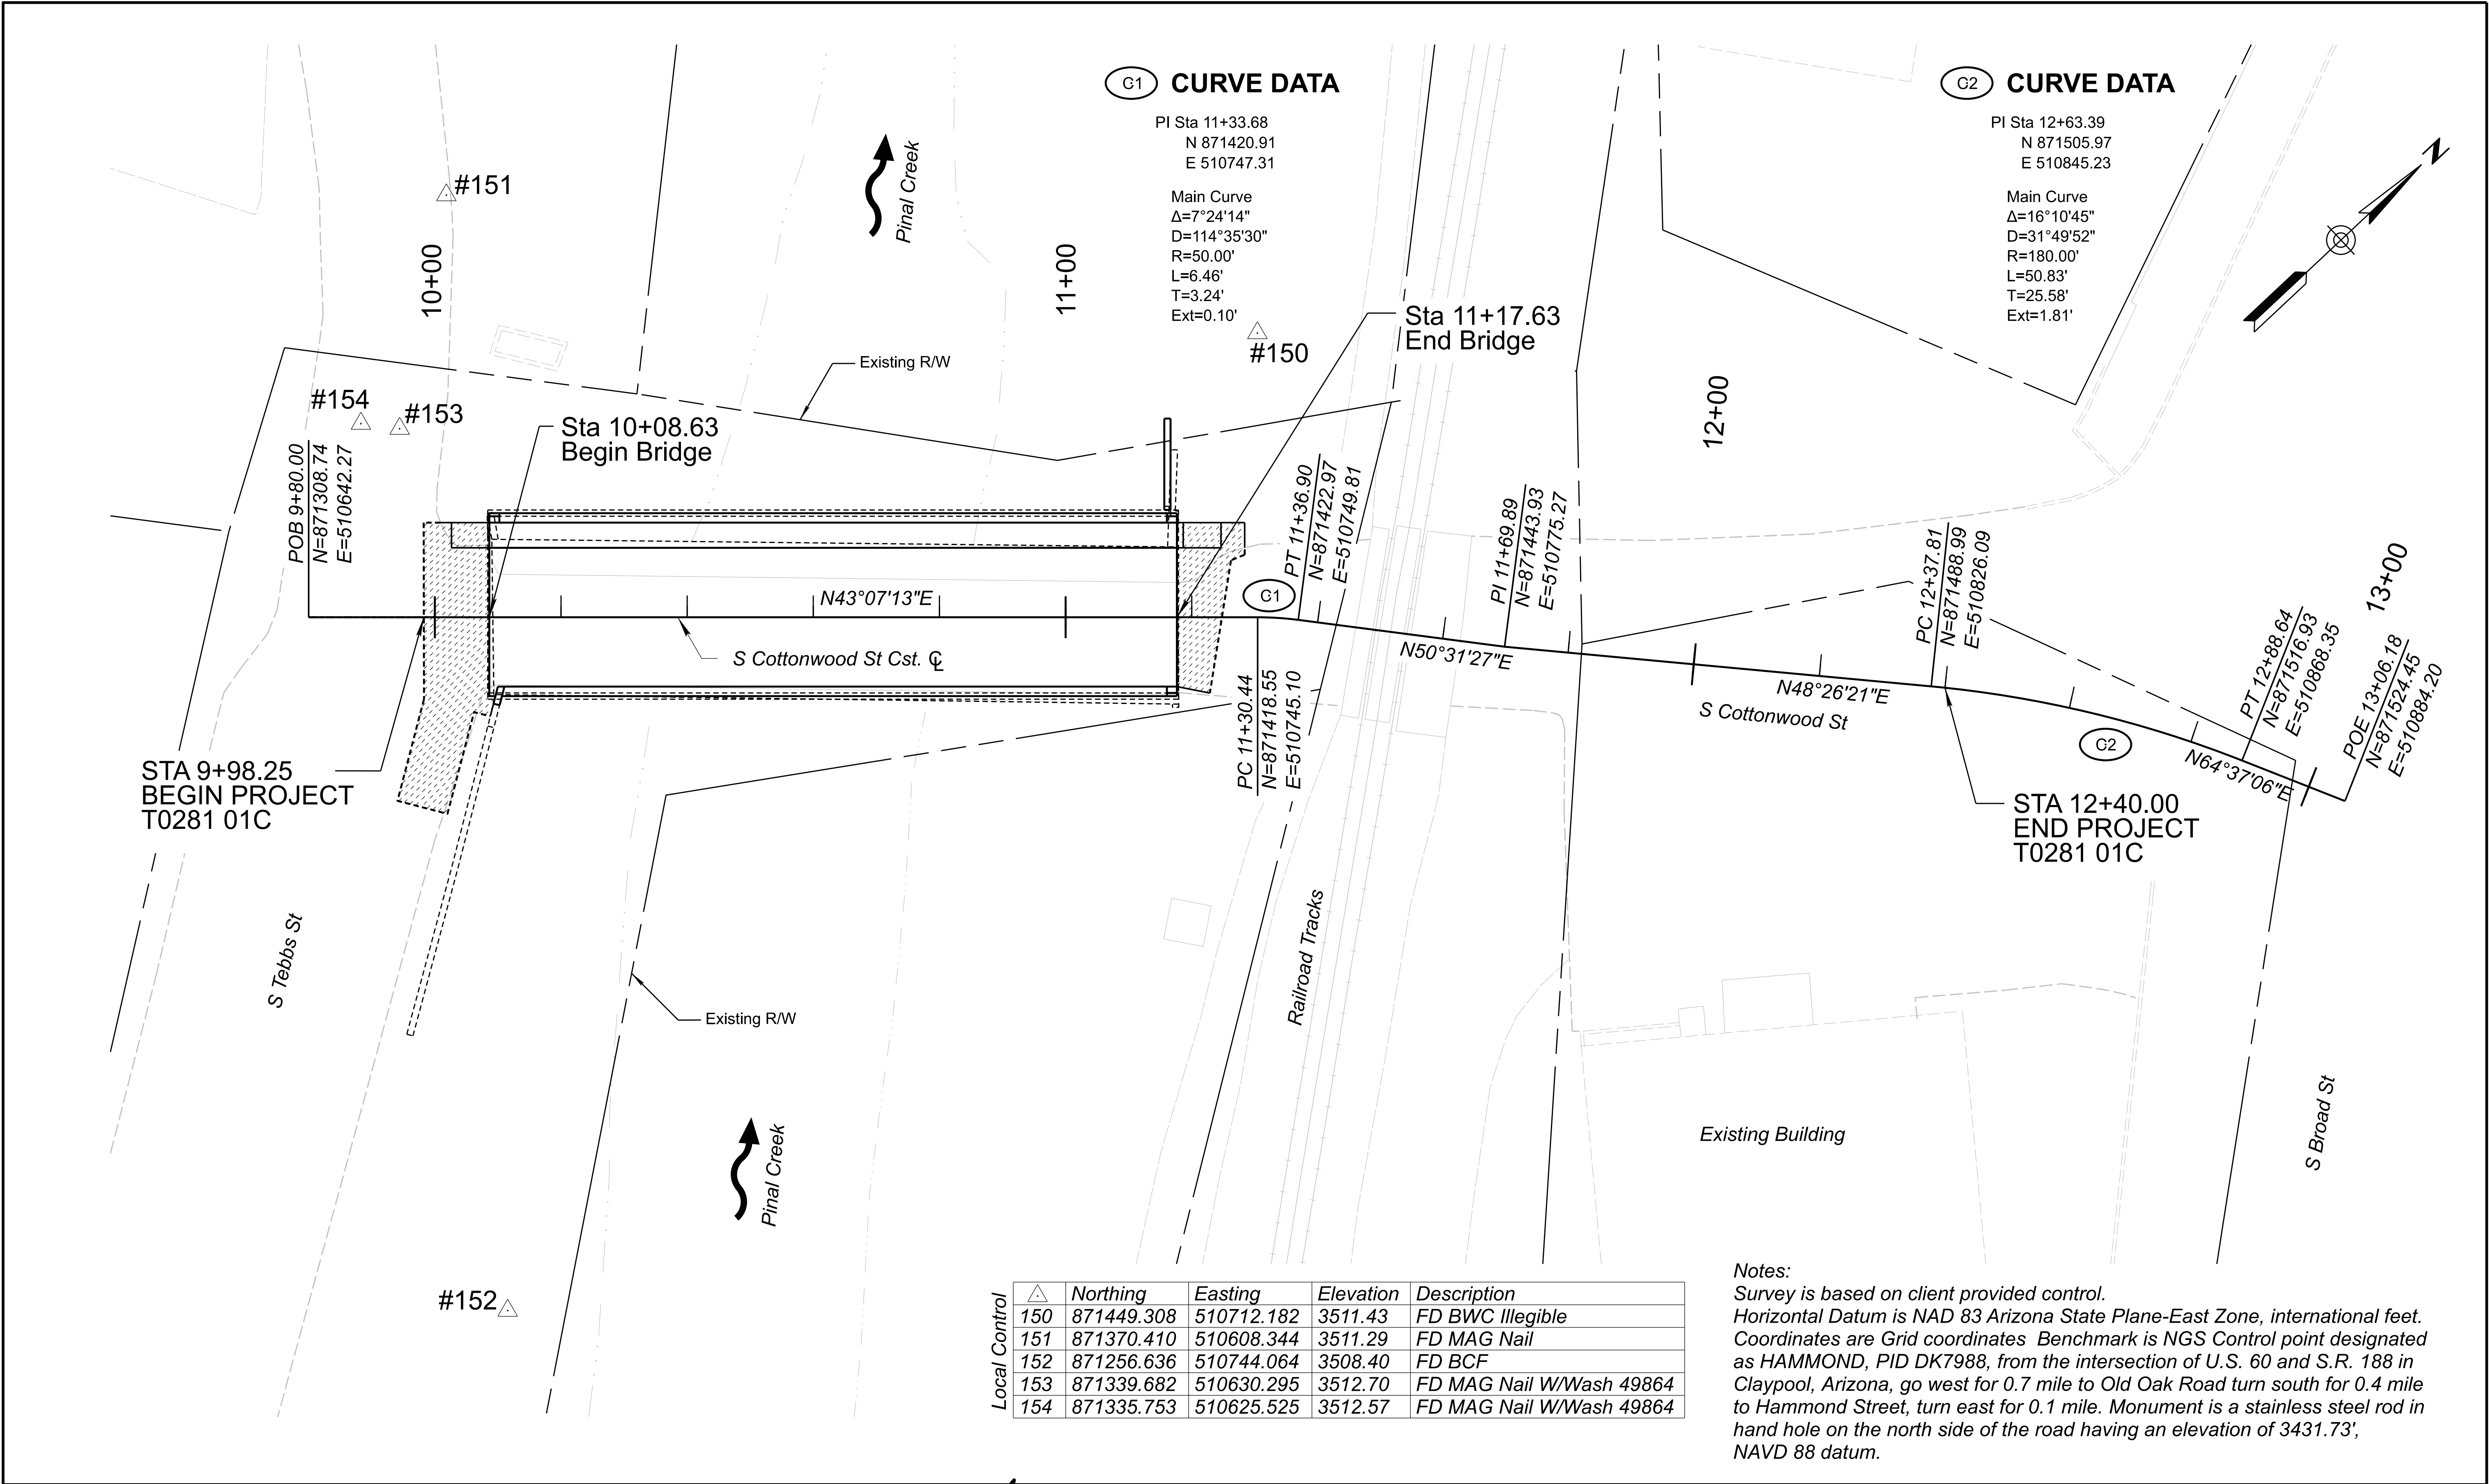 C1 CURVE DATA
PI Sta 11+33.68
N 871420.91
E 510747.31
Main Curve
Δ=7°24'14"
D=114°35'30"
R=50.00'
L=6.46'
T=3.24'
Ext=0.10'
C2 CURVE DATA
PI Sta 12+63.39
N 871505.97
E 510845.23
Main Curve
Δ=16°10'45"
D=31°49'52"
R=180.00'
L=50.83'
T=25.58'
Ext=1.81'
N
#151
Pinal Creek
10+00
11+00
12+00
13+00
#150
Sta 11+17.63
End Bridge
Existing R/W
#154
#153
Sta 10+08.63
Begin Bridge
POB 9+80.00
N=871308.74
E=510642.27
PT 11+36.90
N=871422.97
E=510749.81
PI 11+69.89
N=871443.93
E=510775.27
PC 12+37.81
N=871488.99
E=510826.09
PT 12+88.64
N=871516.93
E=510868.35
POE 13+06.18
N=871524.45
E=510884.20
N43°07'13"E
C1
S Cottonwood St Cst. ℄
N50°31'27"E
N48°26'21"E
S Cottonwood St
C2
N64°37'06"E
PC 11+30.44
N=871418.55
E=510745.10
STA 9+98.25
BEGIN PROJECT
T0281 01C
STA 12+40.00
END PROJECT
T0281 01C
S Tebbs St
Railroad Tracks
Existing R/W
Pinal Creek
Existing Building
S Broad St
#152
Local Control
Northing Easting Elevation Description
150 871449.308 510712.182 3511.43 FD BWC Illegible
151 871370.410 510608.344 3511.29 FD MAG Nail
152 871256.636 510744.064 3508.40 FD BCF
153 871339.682 510630.295 3512.70 FD MAG Nail W/Wash 49864
154 871335.753 510625.525 3512.57 FD MAG Nail W/Wash 49864
Notes:
Survey is based on client provided control.
Horizontal Datum is NAD 83 Arizona State Plane-East Zone, international feet.
Coordinates are Grid coordinates Benchmark is NGS Control point designated
as HAMMOND, PID DK7988, from the intersection of U.S. 60 and S.R. 188 in
Claypool, Arizona, go west for 0.7 mile to Old Oak Road turn south for 0.4 mile
to Hammond Street, turn east for 0.1 mile. Monument is a stainless steel rod in
hand hole on the north side of the road having an elevation of 3431.73',
NAVD 88 datum.